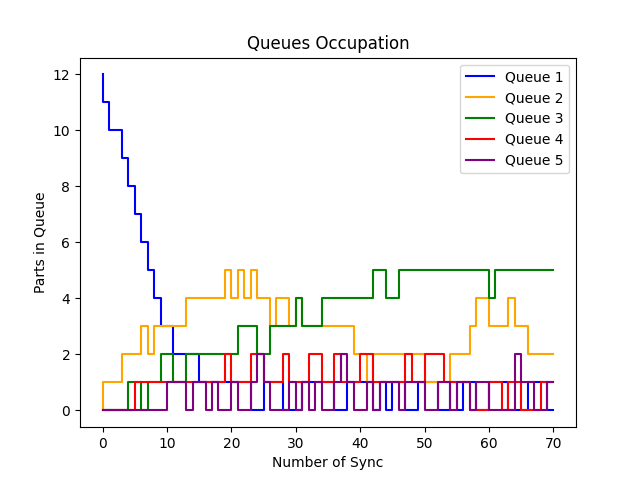 Queues Occupation
12
10
8
6
4
2
0
Parts in Queue
Queue 1
Queue 2
Queue 3
Queue 4
Queue 5
0 10 20 30 40 50 60 70
Number of Sync